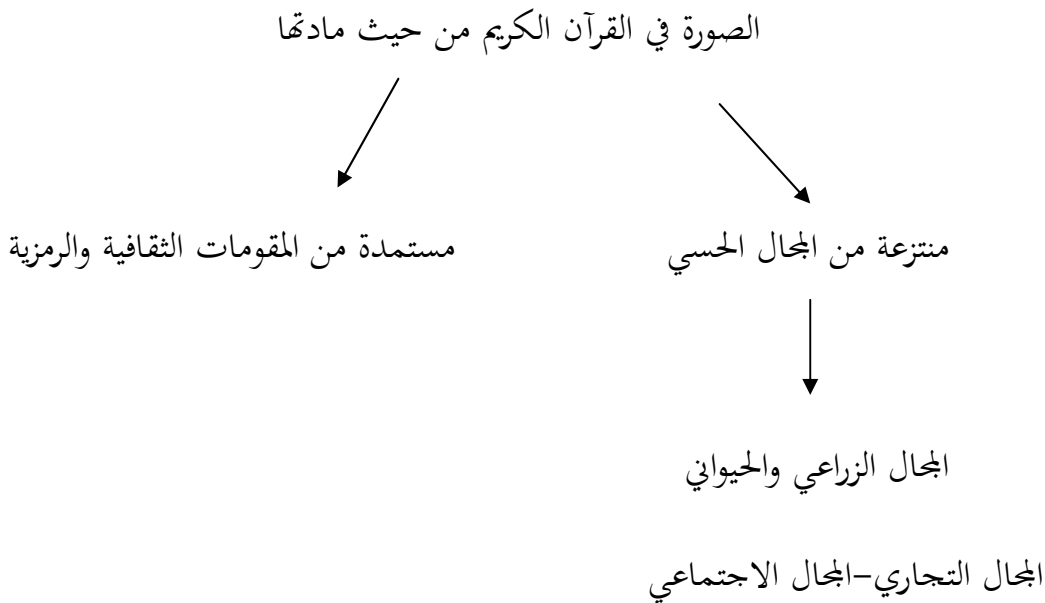 الصورة في القرآن الكريم من حيث مادتها
منتزعة من المجال الحسي
مستمدة من المقومات الثقافية والرمزية
المجال الزراعي والحيواني
المجال التجاري–المجال الاجتماعي